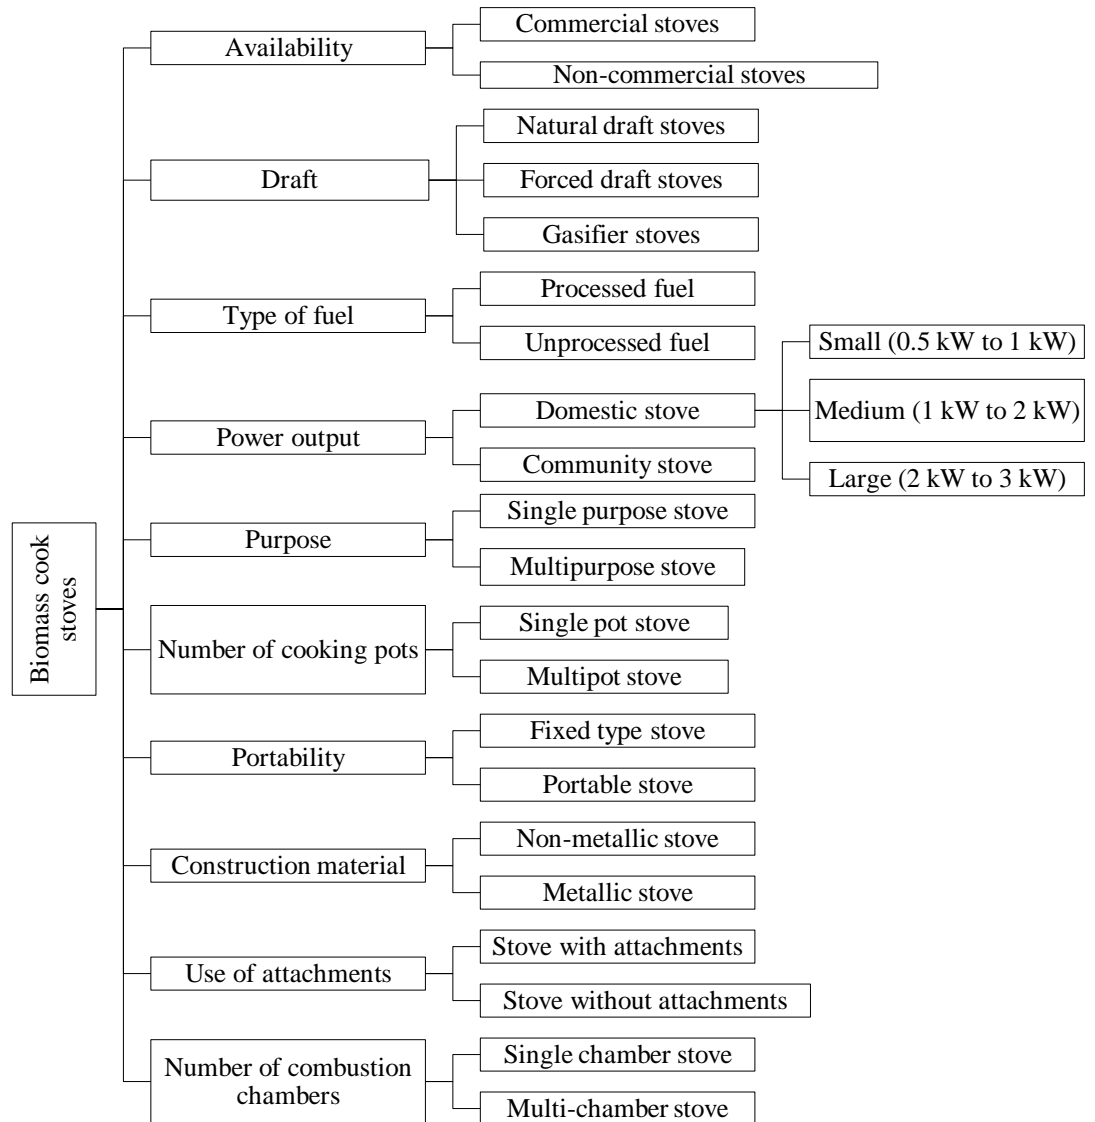 Biomass cook
stoves
Availability
Commercial stoves
Non-commercial stoves
Draft
Natural draft stoves
Forced draft stoves
Gasifier stoves
Type of fuel
Processed fuel
Unprocessed fuel
Power output
Domestic stove
Small (0.5 kW to 1 kW)
Medium (1 kW to 2 kW)
Large (2 kW to 3 kW)
Community stove
Purpose
Single purpose stove
Multipurpose stove
Number of cooking pots
Single pot stove
Multipot stove
Portability
Fixed type stove
Portable stove
Construction material
Non-metallic stove
Metallic stove
Use of attachments
Stove with attachments
Stove without attachments
Number of combustion
chambers
Single chamber stove
Multi-chamber stove